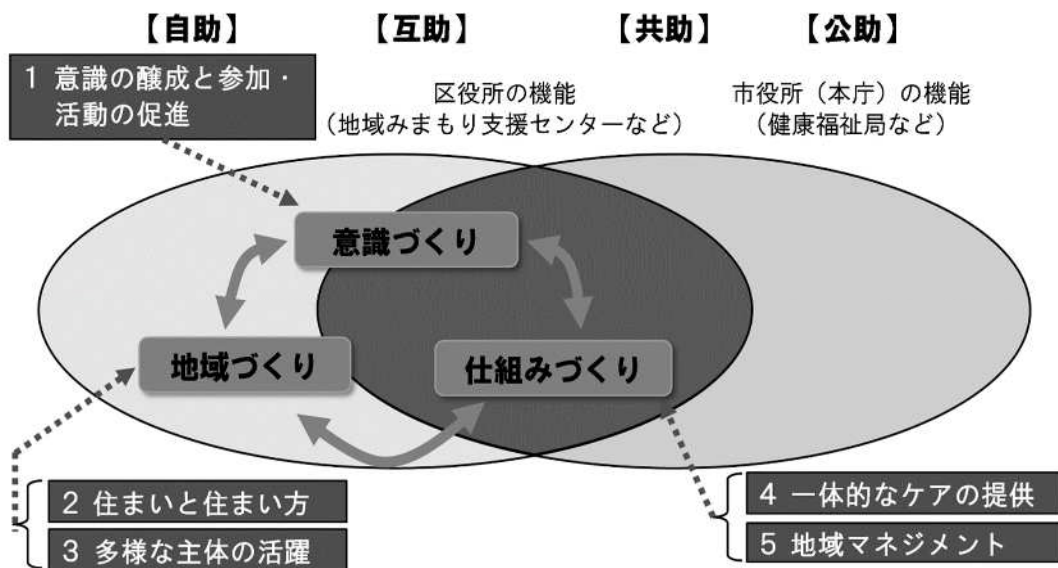 【自助】 【互助】 【共助】 【公助】
1 意識の醸成と参加・
活動の促進
区役所の機能
（地域みまもり支援センターなど）
市役所（本庁）の機能
（健康福祉局など）
意識づくり
地域づくり
仕組みづくり
2 住まいと住まい方
3 多様な主体の活躍
4 一体的なケアの提供
5 地域マネジメント